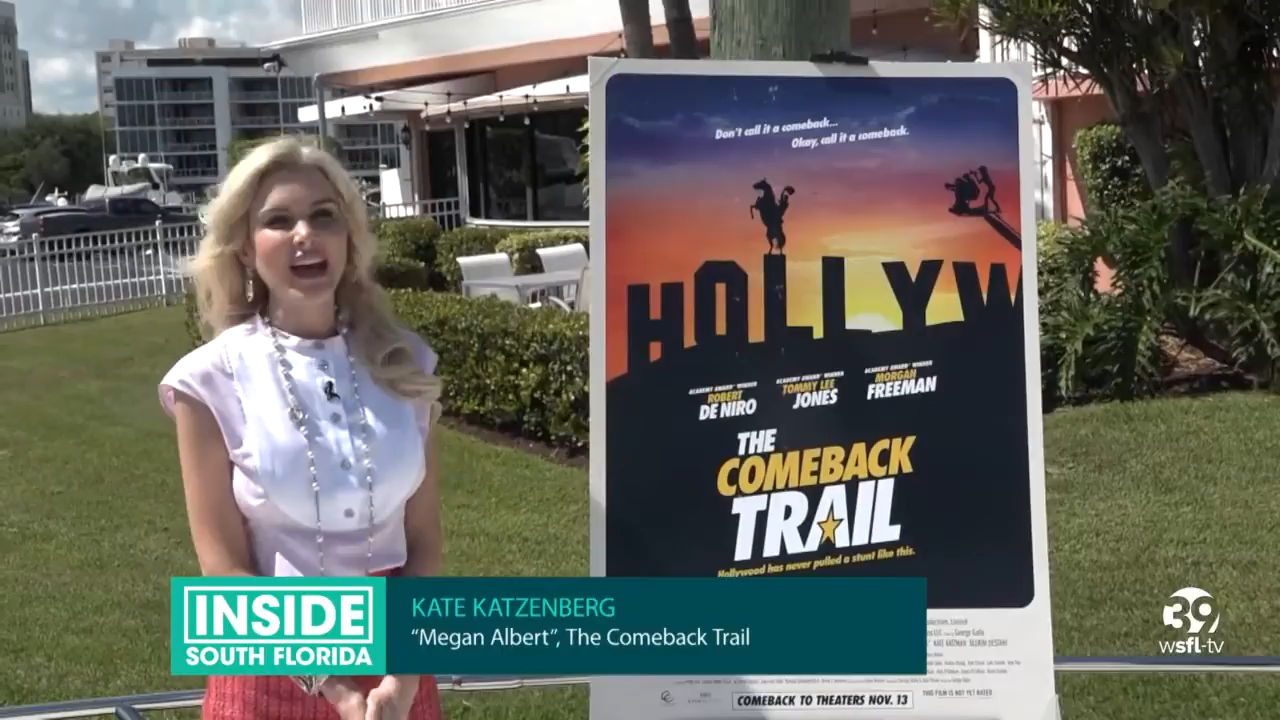 Don't call it a comeback...
Okay, call it a comeback.
HOLLYW
ACADEMY AWARD® WINNER
ROBERT
DE NIRO
ACADEMY AWARD® WINNER
TOMMY LEE
JONES
ACADEMY AWARD® WINNER
MORGAN
FREEMAN
THE
COMEBACK
TRAIL
Hollywood has never pulled a stunt like this.
INSIDE
SOUTH FLORIDA
KATE KATZENBERG
“Megan Albert”, The Comeback Trail
39
wsfl-tv
George Gallo
COMEBACK TO THEATERS NOV. 13
THIS FILM IS NOT YET RATED